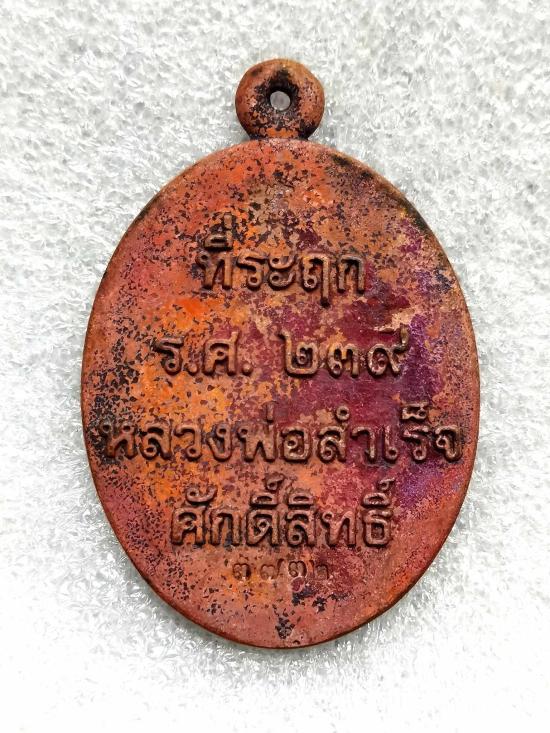 ที่ระฤก
ร.ศ. ๒๓๙
หลวงพ่อสำเร็จ
ศักดิ์สิทธิ์
๓๗๓๒